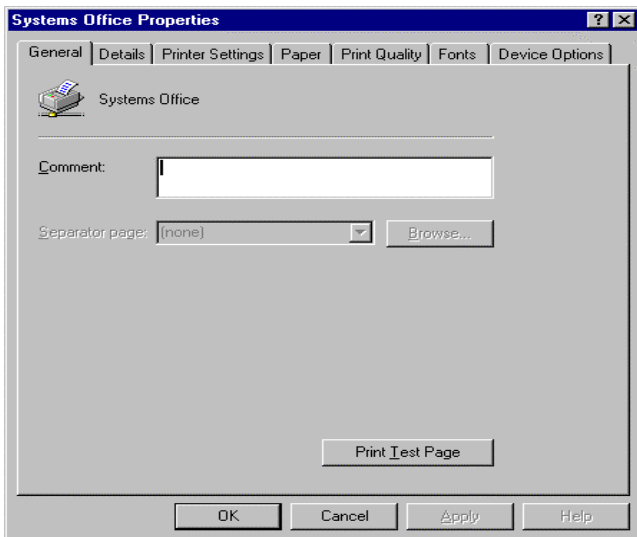 Systems Office Properties
General Details Printer Settings Paper Print Quality Fonts Device Options
Systems Office
Comment:
Separator page: (none) Browse...
Print Test Page
OK Cancel Apply Help